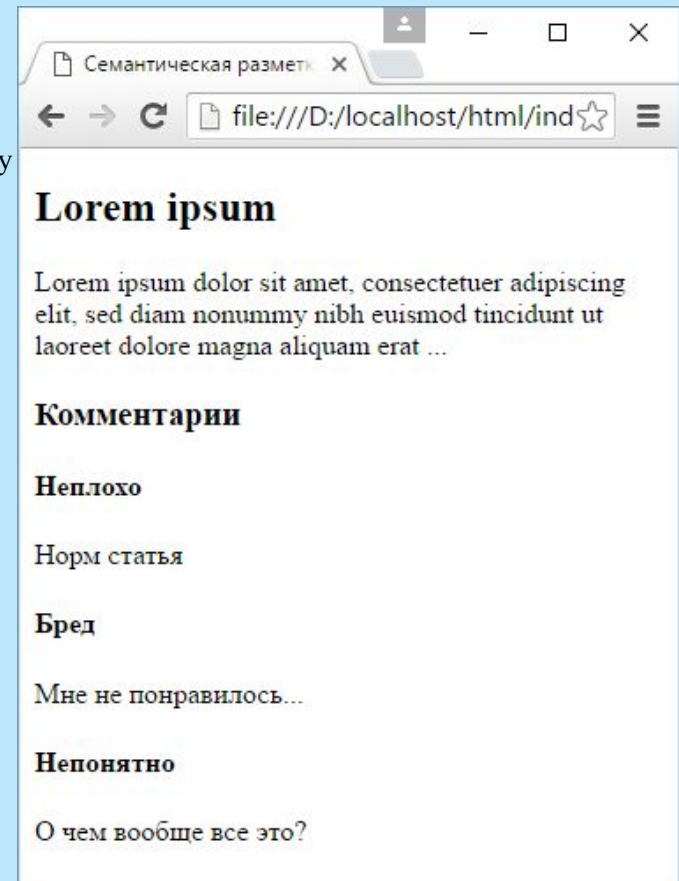 Семантическая размет
file:///D:/localhost/html/ind
у
Lorem ipsum
Lorem ipsum dolor sit amet, consectetuer adipiscing
elit, sed diam nonummy nibh euismod tincidunt ut
laoreet dolore magna aliquam erat ...
Комментарии
Неплохо
Норм статья
Бред
Мне не понравилось...
Непонятно
О чем вообще все это?